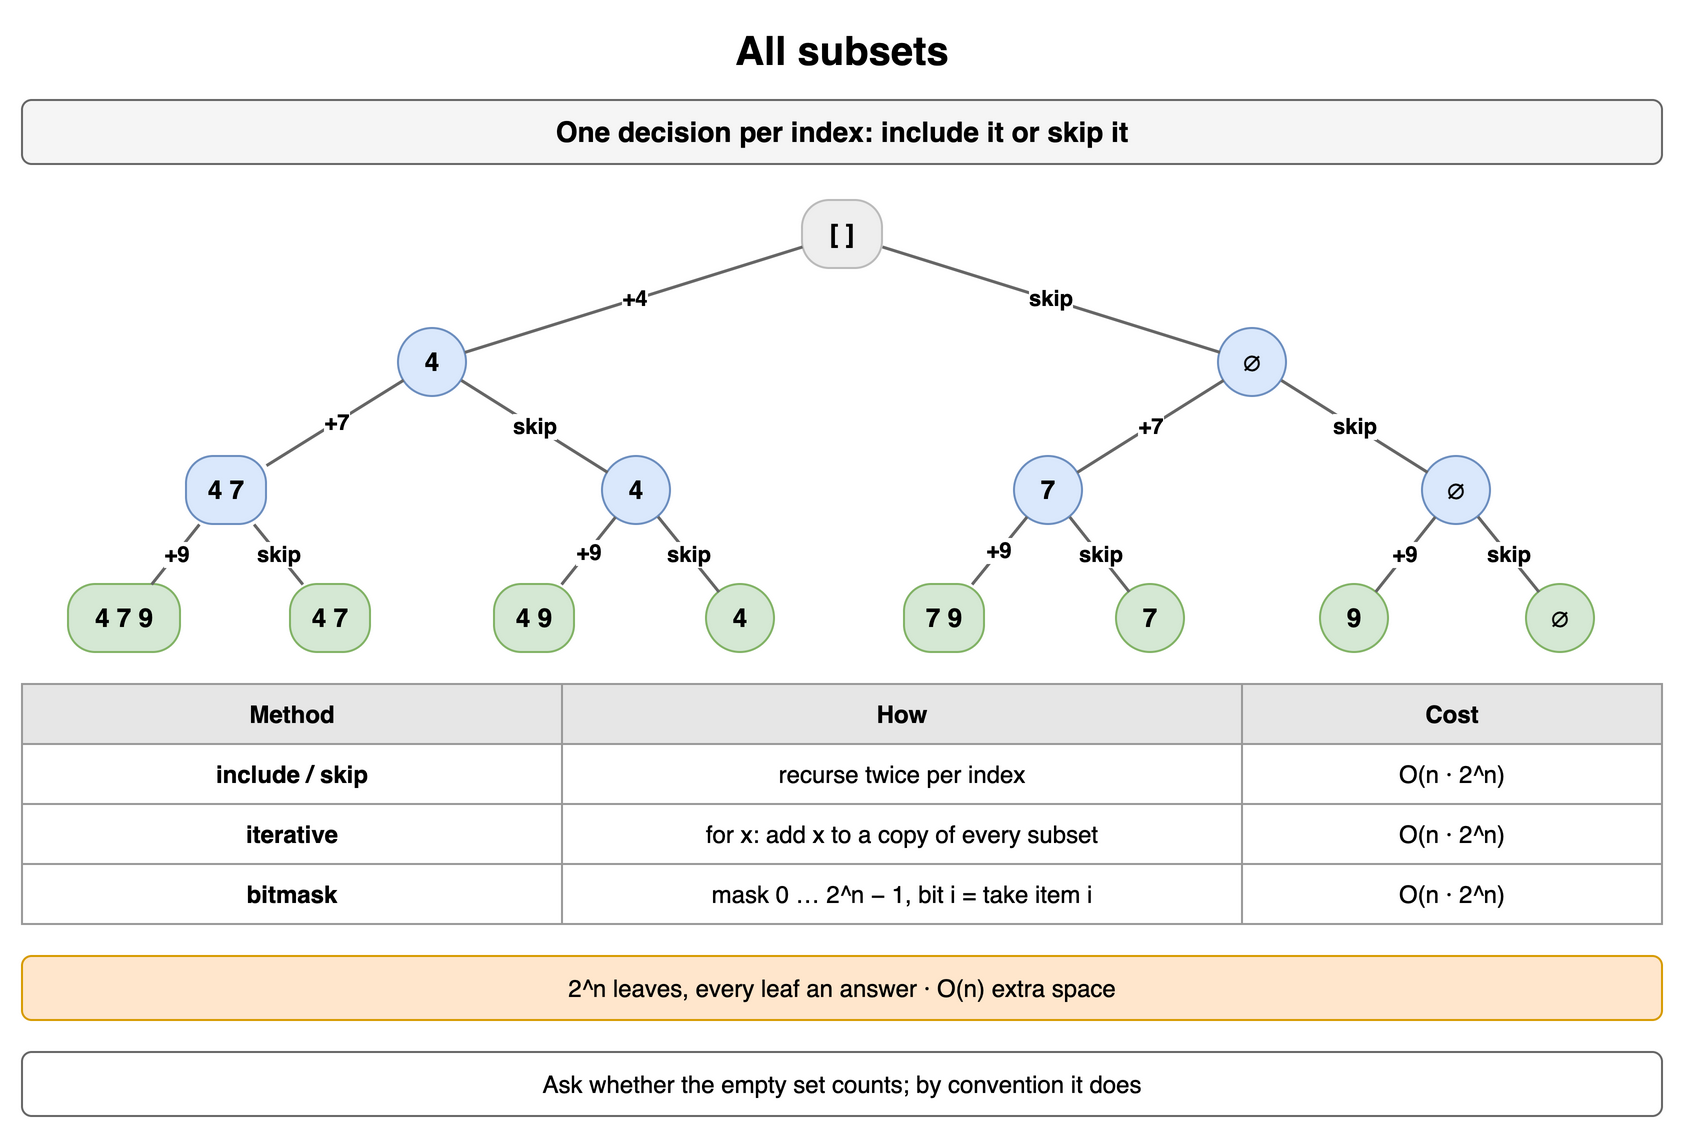 All subsets
One decision per index: include it or skip it
[ ]
+4
skip
4
∅
+7
skip
+7
skip
4 7
4
7
∅
+9
skip
+9
skip
+9
skip
+9
skip
4 7 9
4 7
4 9
4
7 9
7
9
∅
Method How Cost
include / skip recurse twice per index O(n · 2^n)
iterative for x: add x to a copy of every subset O(n · 2^n)
bitmask mask 0 … 2^n − 1, bit i = take item i O(n · 2^n)
2^n leaves, every leaf an answer · O(n) extra space
Ask whether the empty set counts; by convention it does